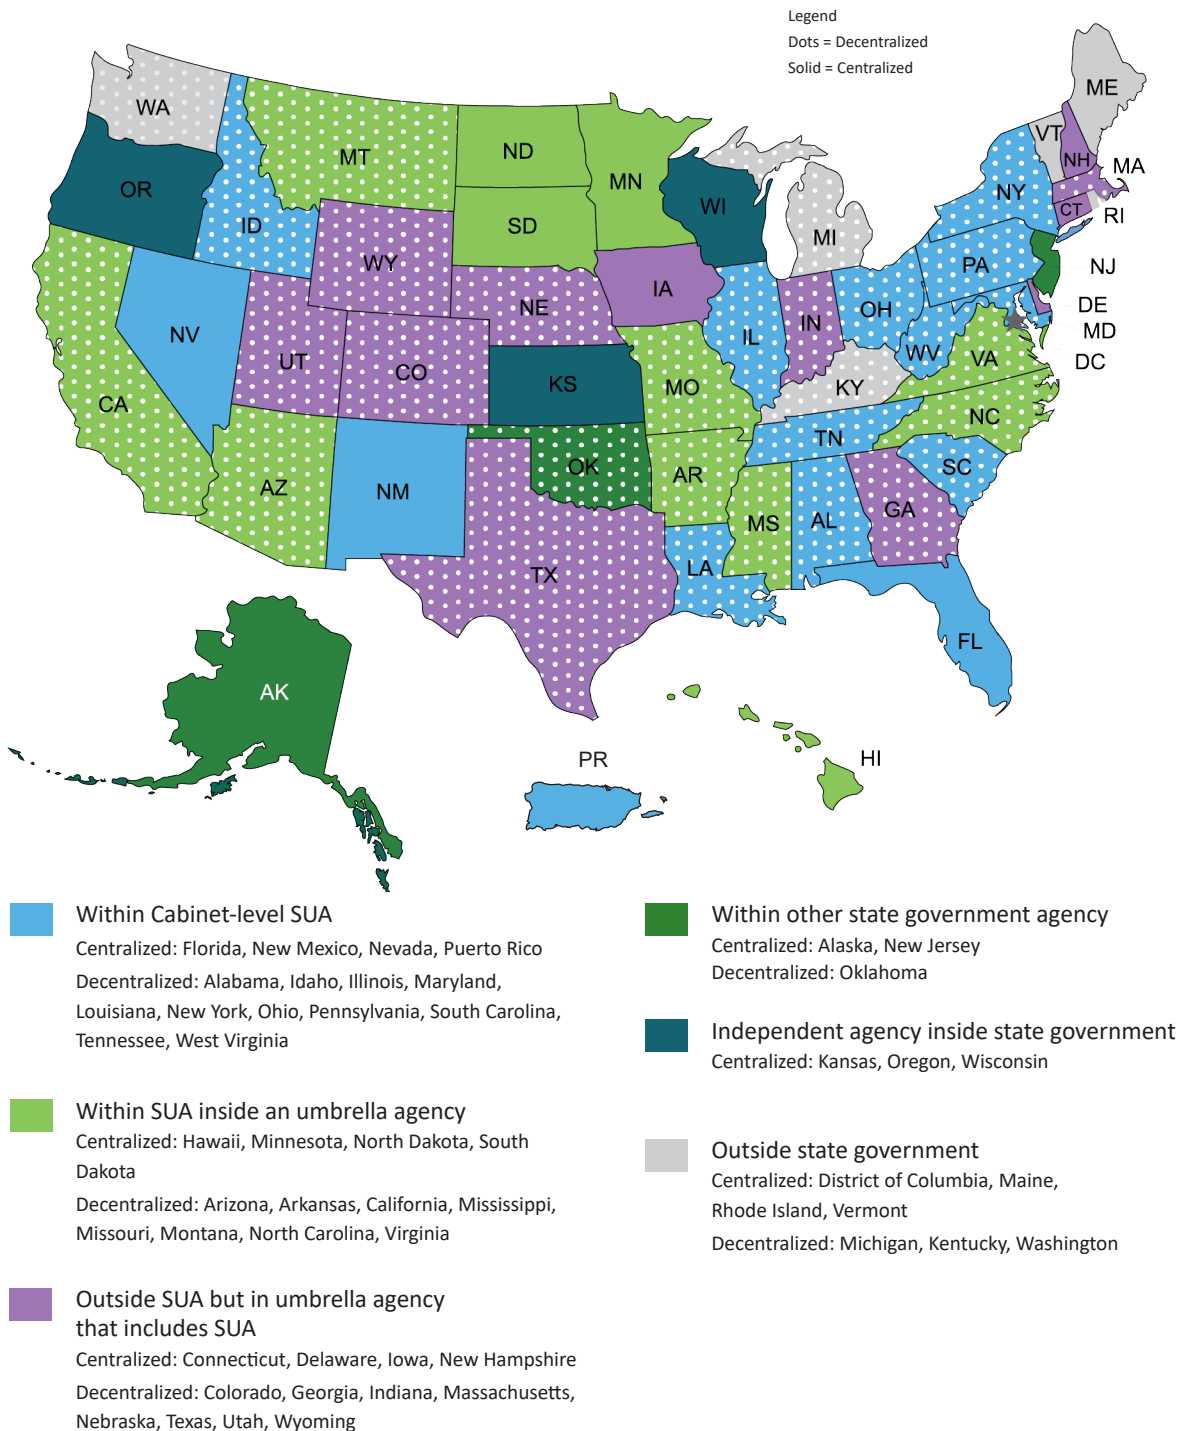 Legend
Dots = Decentralized
Solid = Centralized
WA
OR
CA
NV
ID
MT
WY
UT
CO
AZ
NM
ND
SD
NE
KS
OK
TX
MN
IA
MO
AR
LA
WI
IL
MI
IN
OH
KY
TN
MS
AL
GA
FL
SC
NC
VA
WV
PA
NY
VT
NH
ME
MA
CT
RI
NJ
DE
MD
DC
AK
PR
HI
Within Cabinet-level SUA
Centralized: Florida, New Mexico, Nevada, Puerto Rico
Decentralized: Alabama, Idaho, Illinois, Maryland,
Louisiana, New York, Ohio, Pennsylvania, South Carolina,
Tennessee, West Virginia
Within SUA inside an umbrella agency
Centralized: Hawaii, Minnesota, North Dakota, South
Dakota
Decentralized: Arizona, Arkansas, California, Mississippi,
Missouri, Montana, North Carolina, Virginia
Outside SUA but in umbrella agency
that includes SUA
Centralized: Connecticut, Delaware, Iowa, New Hampshire
Decentralized: Colorado, Georgia, Indiana, Massachusetts,
Nebraska, Texas, Utah, Wyoming
Within other state government agency
Centralized: Alaska, New Jersey
Decentralized: Oklahoma
Independent agency inside state government
Centralized: Kansas, Oregon, Wisconsin
Outside state government
Centralized: District of Columbia, Maine,
Rhode Island, Vermont
Decentralized: Michigan, Kentucky, Washington